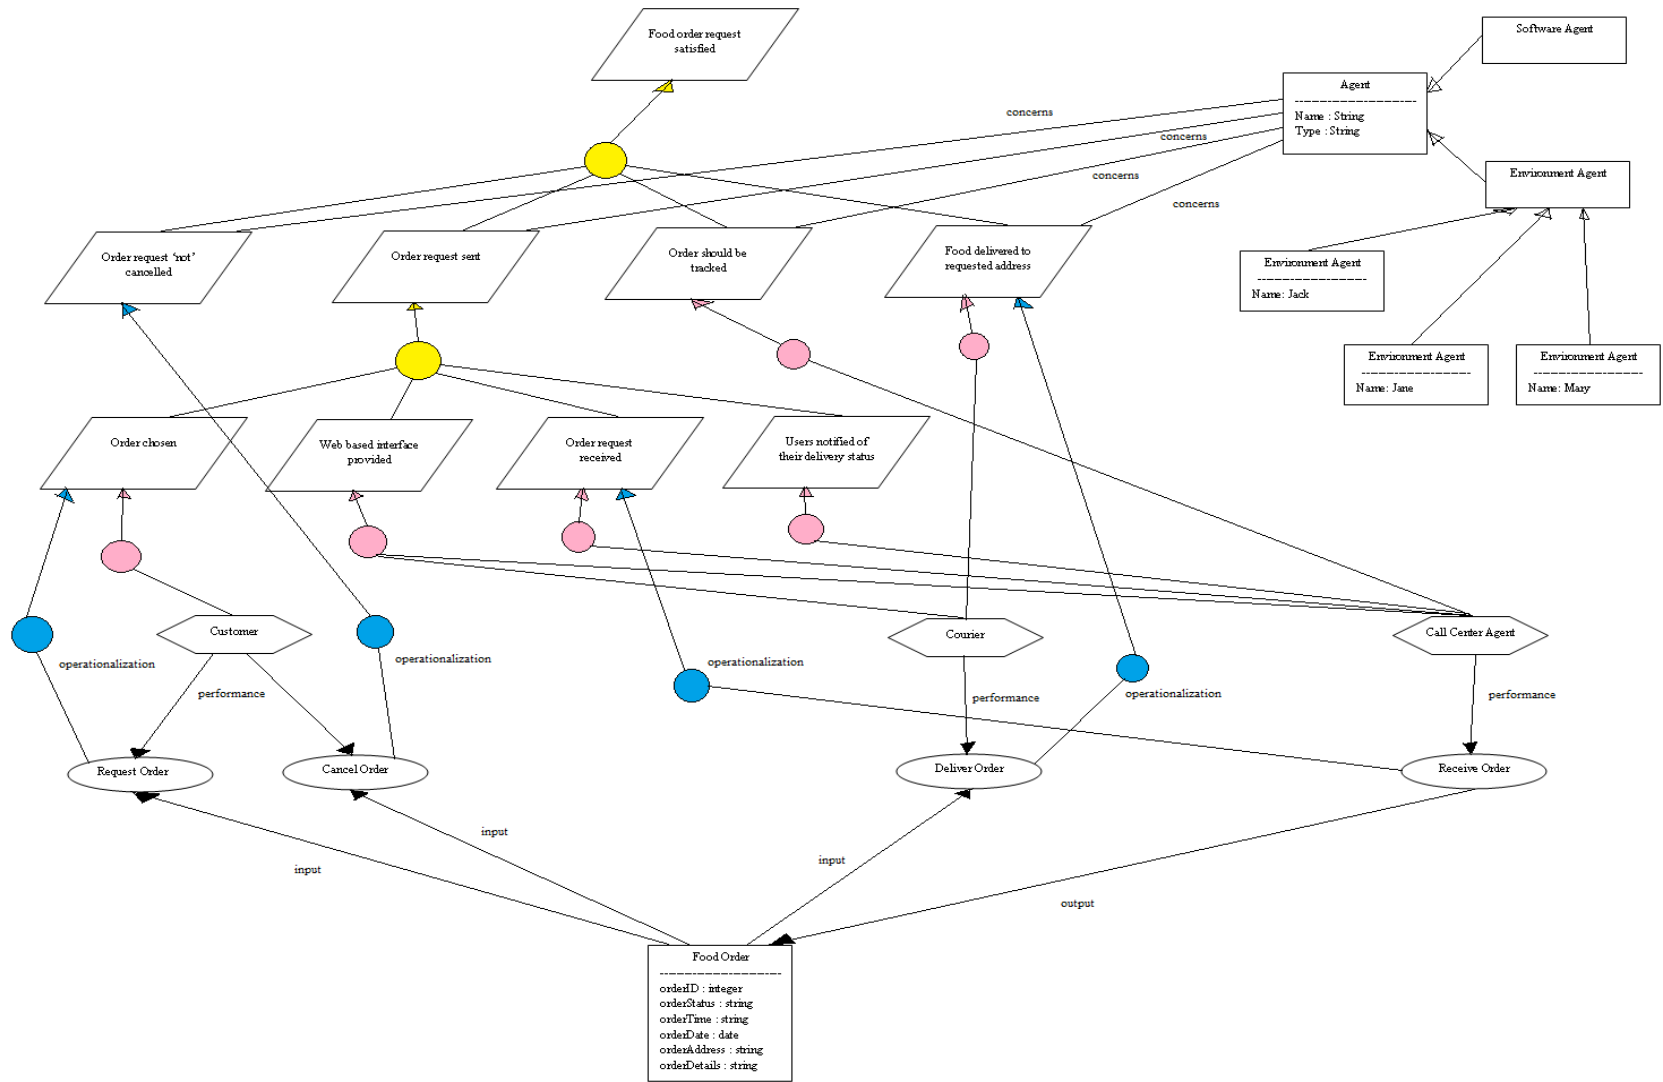 Food order request
satisfied
Software Agent
Agent
Name : String
Type : String
concerns
concerns
concerns
concerns
Environment Agent
Order request ‘not’
cancelled
Order request sent
Order should be
tracked
Food delivered to
requested address
Environment Agent
Name: Jack
Environment Agent
Name: Jane
Environment Agent
Name: Mary
Order chosen
Web based interface
provided
Order request
received
Users notified of
their delivery status
Customer
Courier
Call Center Agent
operationalization
operationalization
operationalization
operationalization
performance
performance
performance
Request Order
Cancel Order
Deliver Order
Receive Order
input
input
input
output
Food Order
orderID : integer
orderStatus : string
orderTime : string
orderDate : date
orderAddress : string
orderDetails : string